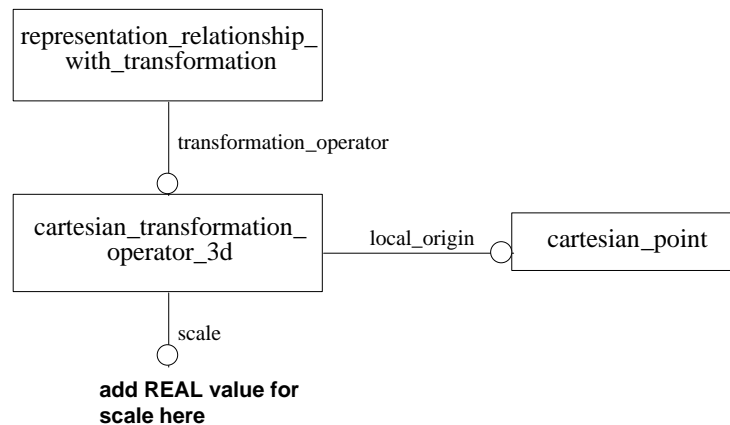 representation_relationship_
with_transformation
transformation_operator
cartesian_transformation_
operator_3d
local_origin
cartesian_point
scale
add REAL value for
scale here